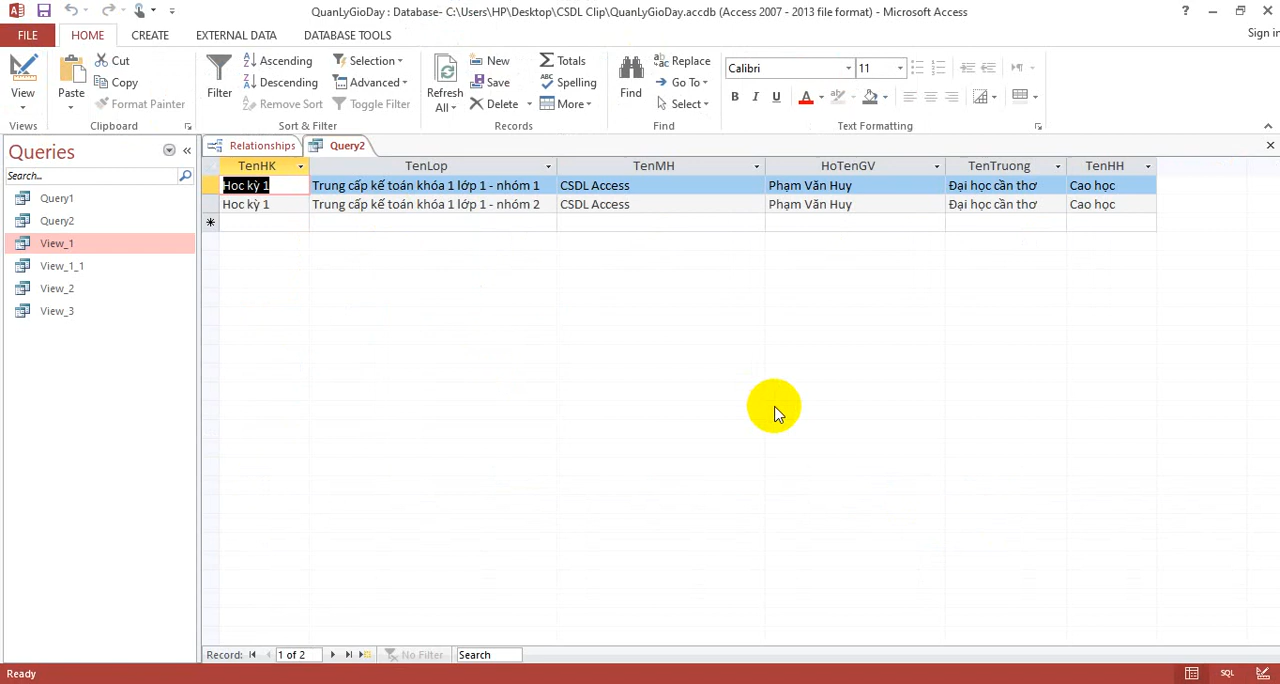 QuanLyGioDay : Database- C:\Users\HP\Desktop\CSDL Clip\QuanLyGioDay.accdb (Access 2007 - 2013 file format) - Microsoft Access
FILE HOME CREATE EXTERNAL DATA DATABASE TOOLS Sign in
View Paste Cut Copy Format Painter
Filter Ascending Descending Remove Sort Selection Advanced Toggle Filter
Refresh All New Save Delete Totals Spelling More
Find Replace Go To Select
Calibri 11
B I U A
Views Clipboard Sort & Filter Records Find Text Formatting
Queries
Search...
Query1
Query2
View_1
View_1_1
View_2
View_3
Relationships Query2
TenHK TenLop TenMH HoTenGV TenTruong TenHH
Hoc kỳ 1 Trung cấp kế toán khóa 1 lớp 1 - nhóm 1 CSDL Access Phạm Văn Huy Đại học cần thơ Cao học
Hoc kỳ 1 Trung cấp kế toán khóa 1 lớp 1 - nhóm 2 CSDL Access Phạm Văn Huy Đại học cần thơ Cao học
Record: 1 of 2 No Filter Search
Ready SQL